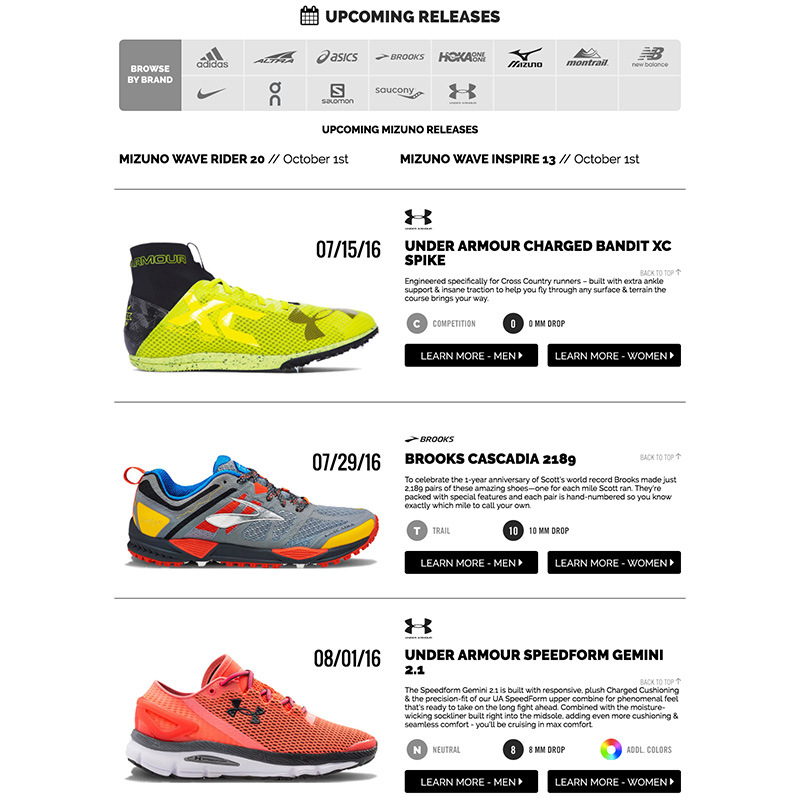 UPCOMING RELEASES
BROWSE
BY BRAND
adidas
ALTRA
asics
BROOKS
HOKA ONE ONE
MIZUNO
montrail
new balance
on
SALOMON
saucony
UNDER ARMOUR
UPCOMING MIZUNO RELEASES
MIZUNO WAVE RIDER 20 // October 1st
MIZUNO WAVE INSPIRE 13 // October 1st
ARMOUR
07/15/16
UNDER ARMOUR
UNDER ARMOUR CHARGED BANDIT XC
SPIKE
BACK TO TOP ↑
Engineered specifically for Cross Country runners – built with extra ankle
support & insane traction to help you fly through any surface & terrain the
course brings your way.
C COMPETITION
0 0 MM DROP
LEARN MORE - MEN
LEARN MORE - WOMEN
07/29/16
BROOKS
BROOKS CASCADIA 2189
BACK TO TOP ↑
To celebrate the 1-year anniversary of Scott's world record Brooks made just
2,189 pairs of these amazing shoes—one for each mile Scott ran. They're
packed with special features and each pair is hand-numbered so you know
exactly which mile to call your own.
T TRAIL
10 10 MM DROP
LEARN MORE - MEN
LEARN MORE - WOMEN
08/01/16
UNDER ARMOUR
UNDER ARMOUR SPEEDFORM GEMINI
2.1
BACK TO TOP ↑
The Speedform Gemini 2.1 is built with responsive, plush Charged Cushioning
& the precision-fit of our UA SpeedForm upper combine for phenomenal feel
that's ready to take on the long fight ahead. Combined with the moisture-
wicking sockliner built right into the midsole, adding even more cushioning &
seamless comfort - you'll be cruising in max comfort.
N NEUTRAL
8 8 MM DROP
ADDL. COLORS
LEARN MORE - MEN
LEARN MORE - WOMEN